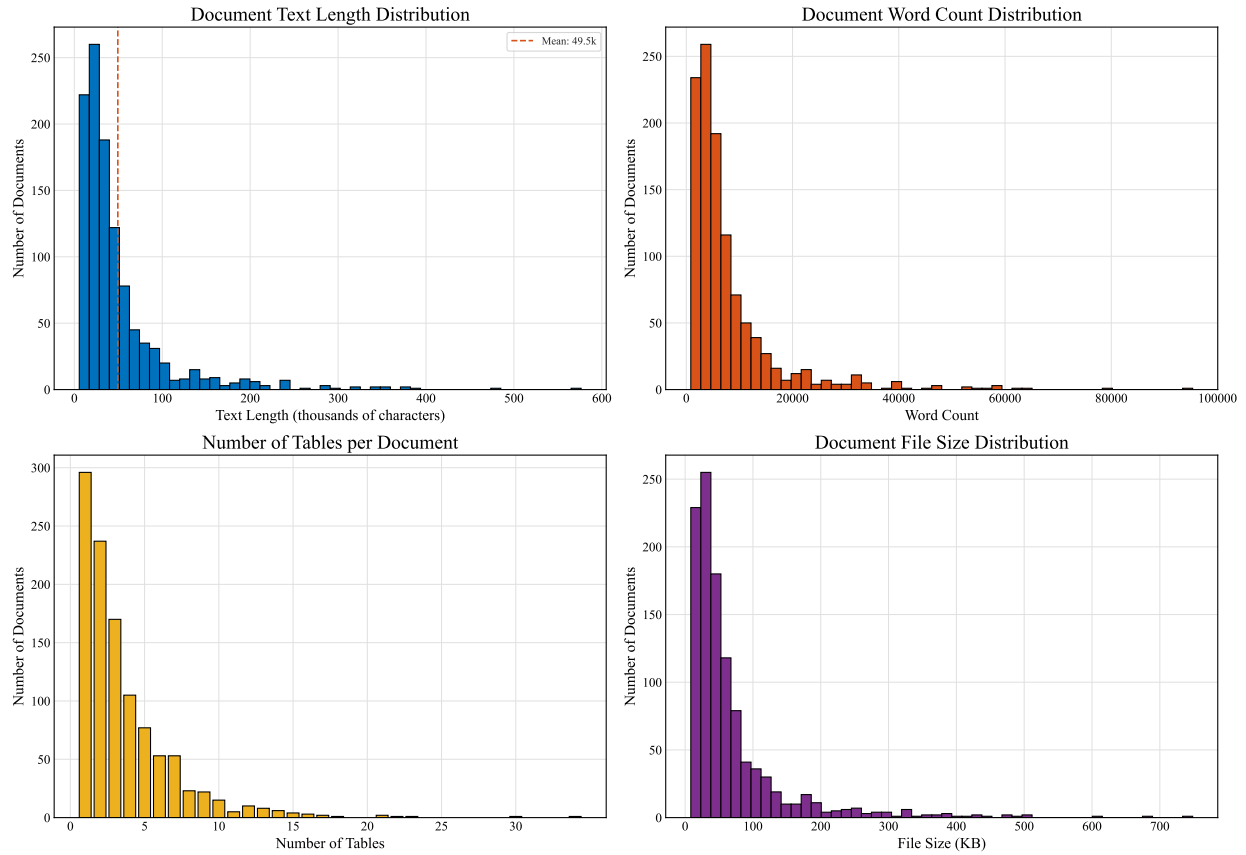 Document Text Length Distribution
Mean: 49.5k
Number of Documents
250
200
150
100
50
0
0 100 200 300 400 500 600
Text Length (thousands of characters)
Document Word Count Distribution
Number of Documents
250
200
150
100
50
0
0 20000 40000 60000 80000 100000
Word Count
Number of Tables per Document
Number of Documents
300
250
200
150
100
50
0
0 5 10 15 20 25 30
Number of Tables
Document File Size Distribution
Number of Documents
250
200
150
100
50
0
0 100 200 300 400 500 600 700
File Size (KB)